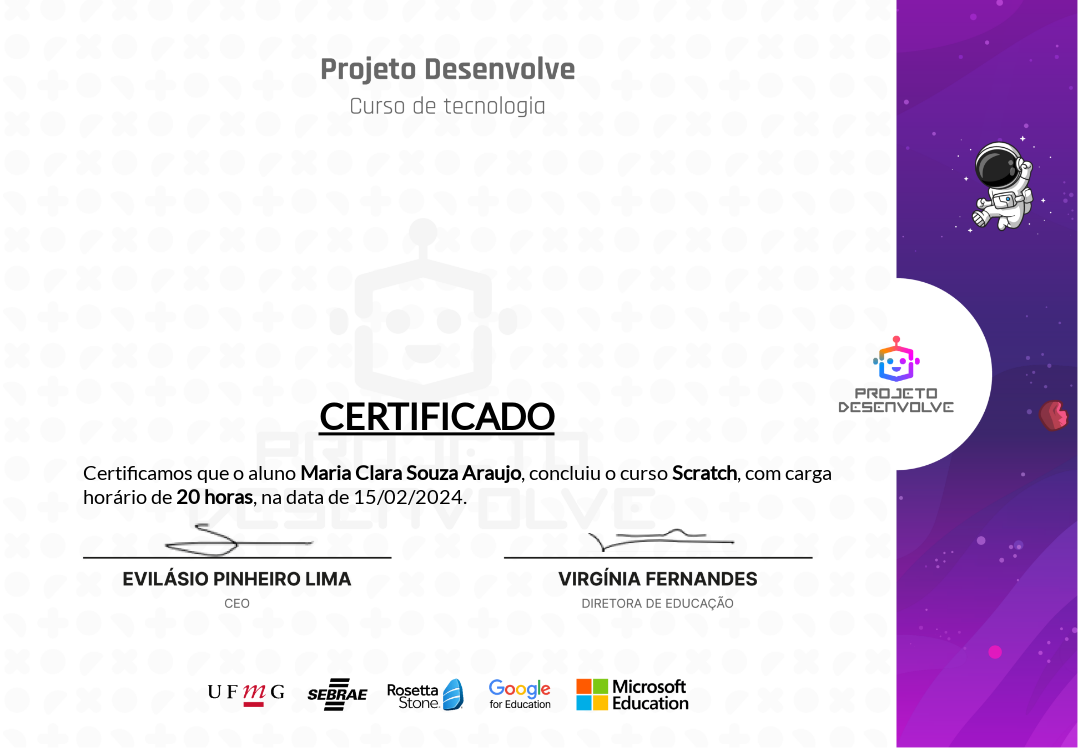 Projeto Desenvolve
Curso de tecnologia
PROJETO
DESENVOLVE
CERTIFICADO
PROJETO
DESENVOLVE
Certificamos que o aluno Maria Clara Souza Araujo, concluiu o curso Scratch, com carga
horário de 20 horas, na data de 15/02/2024.
EVILÁSIO PINHEIRO LIMA
CEO
VIRGÍNIA FERNANDES
DIRETORA DE EDUCAÇÃO
UFmG
SEBRAE
Rosetta
Stone
Google
for Education
Microsoft
Education